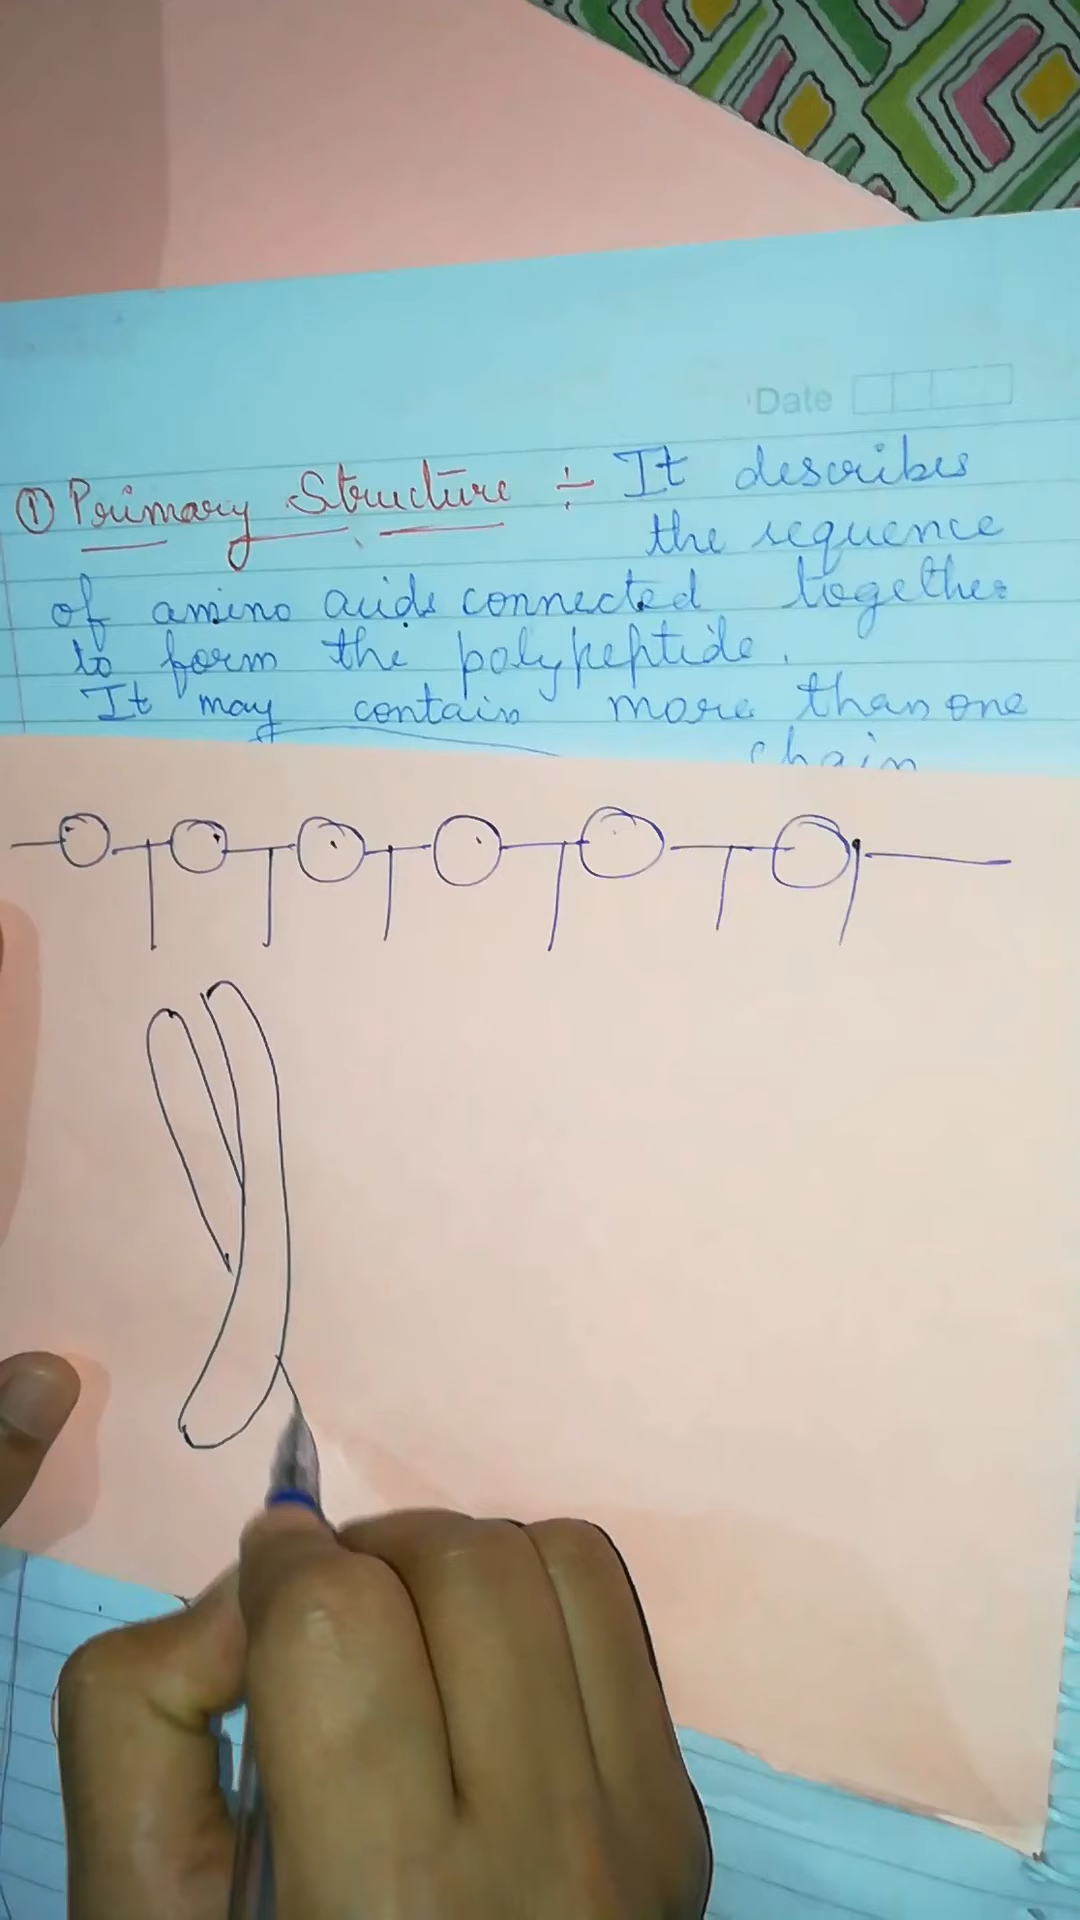 Date
① Primary Structure ÷ It describes
the sequence
of amino acids connected together
to form the polypeptide.
It may contain more than one
chain